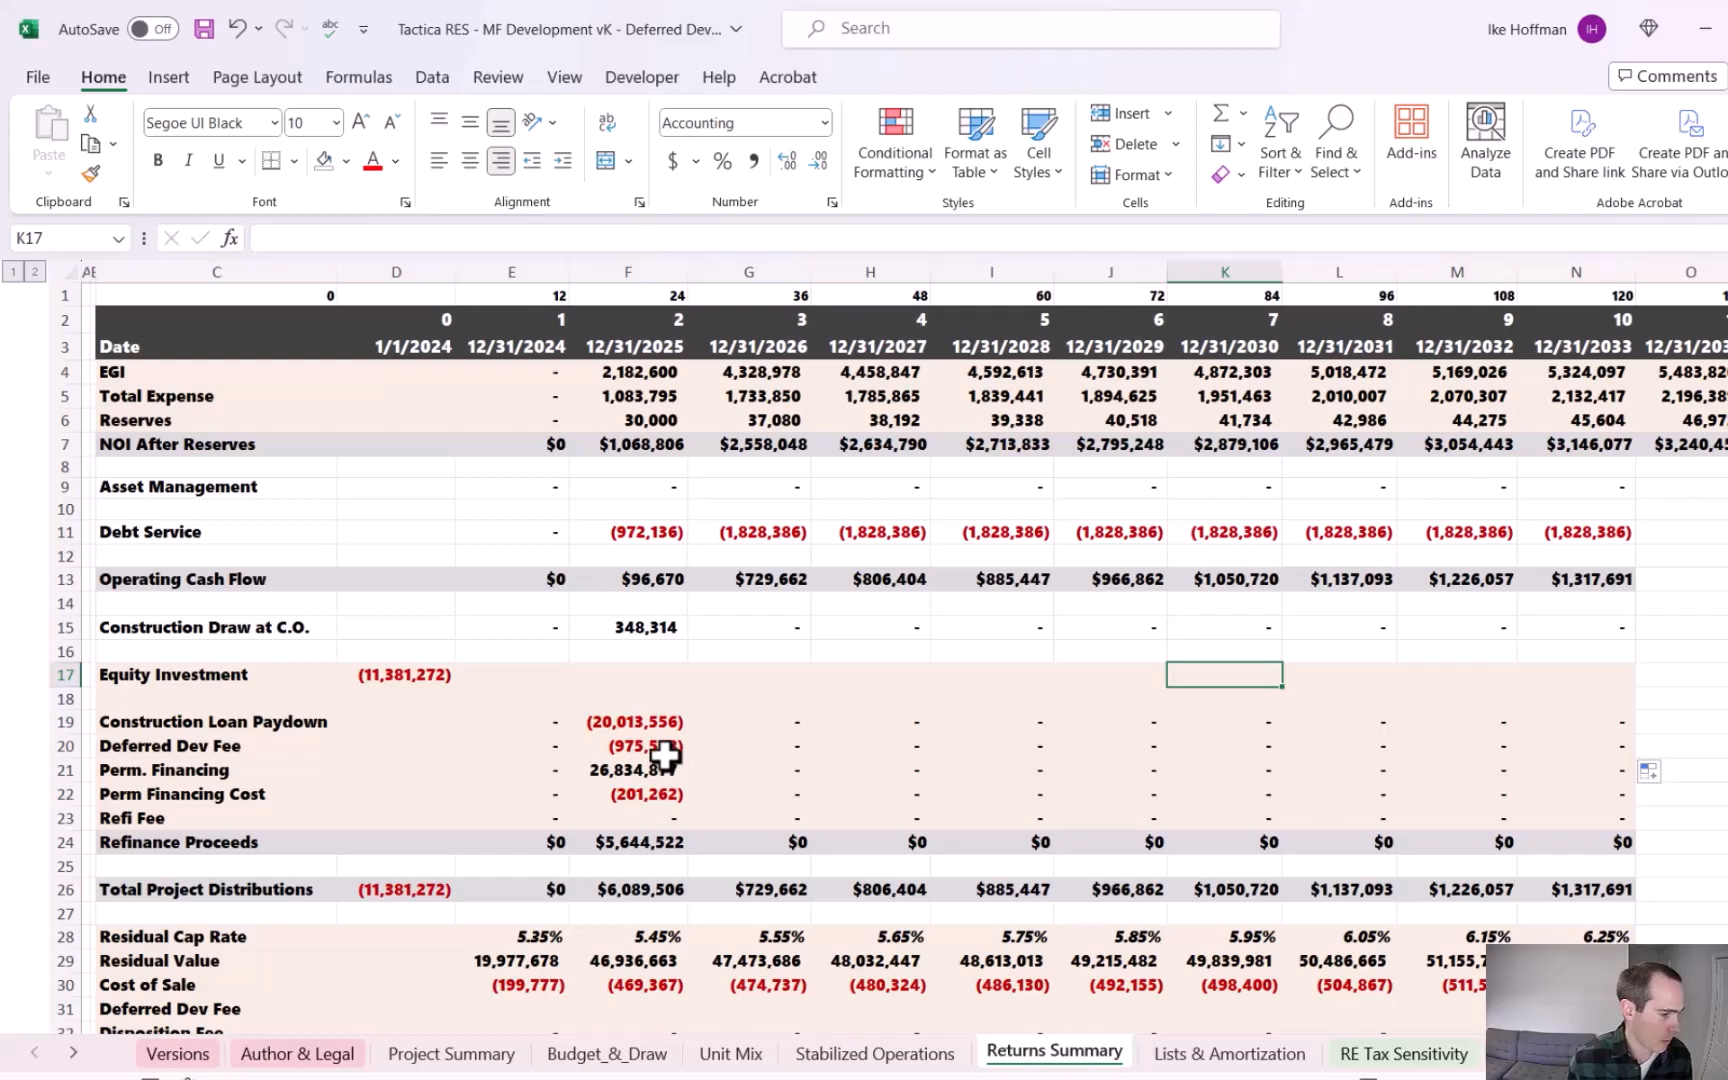 AutoSave Off abc Tactica RES - MF Development vK - Deferred Dev... Search Ike Hoffman IH
File Home Insert Page Layout Formulas Data Review View Developer Help Acrobat Comments
Paste Segoe UI Black 10 A A ab Accounting Conditional Formatting Format as Table Cell Styles Insert Delete Format Sort & Filter Find & Select Add-ins Analyze Data Create PDF and Share link Create PDF an Share via Outlo
B I U A $ % 9
Clipboard Font Alignment Number Styles Cells Editing Add-ins Adobe Acrobat
K17 fx
1 2 C D E F G H I J K L M N O
1 0 12 24 36 48 60 72 84 96 108 120
2 0 1 2 3 4 5 6 7 8 9 10
3 Date 1/1/2024 12/31/2024 12/31/2025 12/31/2026 12/31/2027 12/31/2028 12/31/2029 12/31/2030 12/31/2031 12/31/2032 12/31/2033
4 EGI - 2,182,600 4,328,978 4,458,847 4,592,613 4,730,391 4,872,303 5,018,472 5,169,026 5,324,097
5 Total Expense - 1,083,795 1,733,850 1,785,865 1,839,441 1,894,625 1,951,463 2,010,007 2,070,307 2,132,417
6 Reserves - 30,000 37,080 38,192 39,338 40,518 41,734 42,986 44,275 45,604
7 NOI After Reserves $0 $1,068,806 $2,558,048 $2,634,790 $2,713,833 $2,795,248 $2,879,106 $2,965,479 $3,054,443 $3,146,077
8
9 Asset Management - - - - - - - - - -
10
11 Debt Service - (972,136) (1,828,386) (1,828,386) (1,828,386) (1,828,386) (1,828,386) (1,828,386) (1,828,386) (1,828,386)
12
13 Operating Cash Flow $0 $96,670 $729,662 $806,404 $885,447 $966,862 $1,050,720 $1,137,093 $1,226,057 $1,317,691
14
15 Construction Draw at C.O. - 348,314 - - - - - - - -
16
17 Equity Investment (11,381,272)
18
19 Construction Loan Paydown - (20,013,556) - - - - - - - -
20 Deferred Dev Fee - - - - - - - - -
21 Perm. Financing - - - - - - - - -
22 Perm Financing Cost - (201,262) - - - - - - - -
23 Refi Fee - - - - - - - - - -
24 Refinance Proceeds $0 $5,644,522 $0 $0 $0 $0 $0 $0 $0 $0
25
26 Total Project Distributions (11,381,272) $0 $6,089,506 $729,662 $806,404 $885,447 $966,862 $1,050,720 $1,137,093 $1,226,057 $1,317,691
27
28 Residual Cap Rate 5.35% 5.45% 5.55% 5.65% 5.75% 5.85% 5.95% 6.05% 6.15% 6.25%
29 Residual Value 19,977,678 46,936,663 47,473,686 48,032,447 48,613,013 49,215,482 49,839,981 50,486,665
30 Cost of Sale (199,777) (469,367) (474,737) (480,324) (486,130) (492,155) (498,400) (504,867)
31 Deferred Dev Fee
32 Disposition Fee
Versions Author & Legal Project Summary Budget_&_Draw Unit Mix Stabilized Operations Returns Summary Lists & Amortization RE Tax Sensitivity